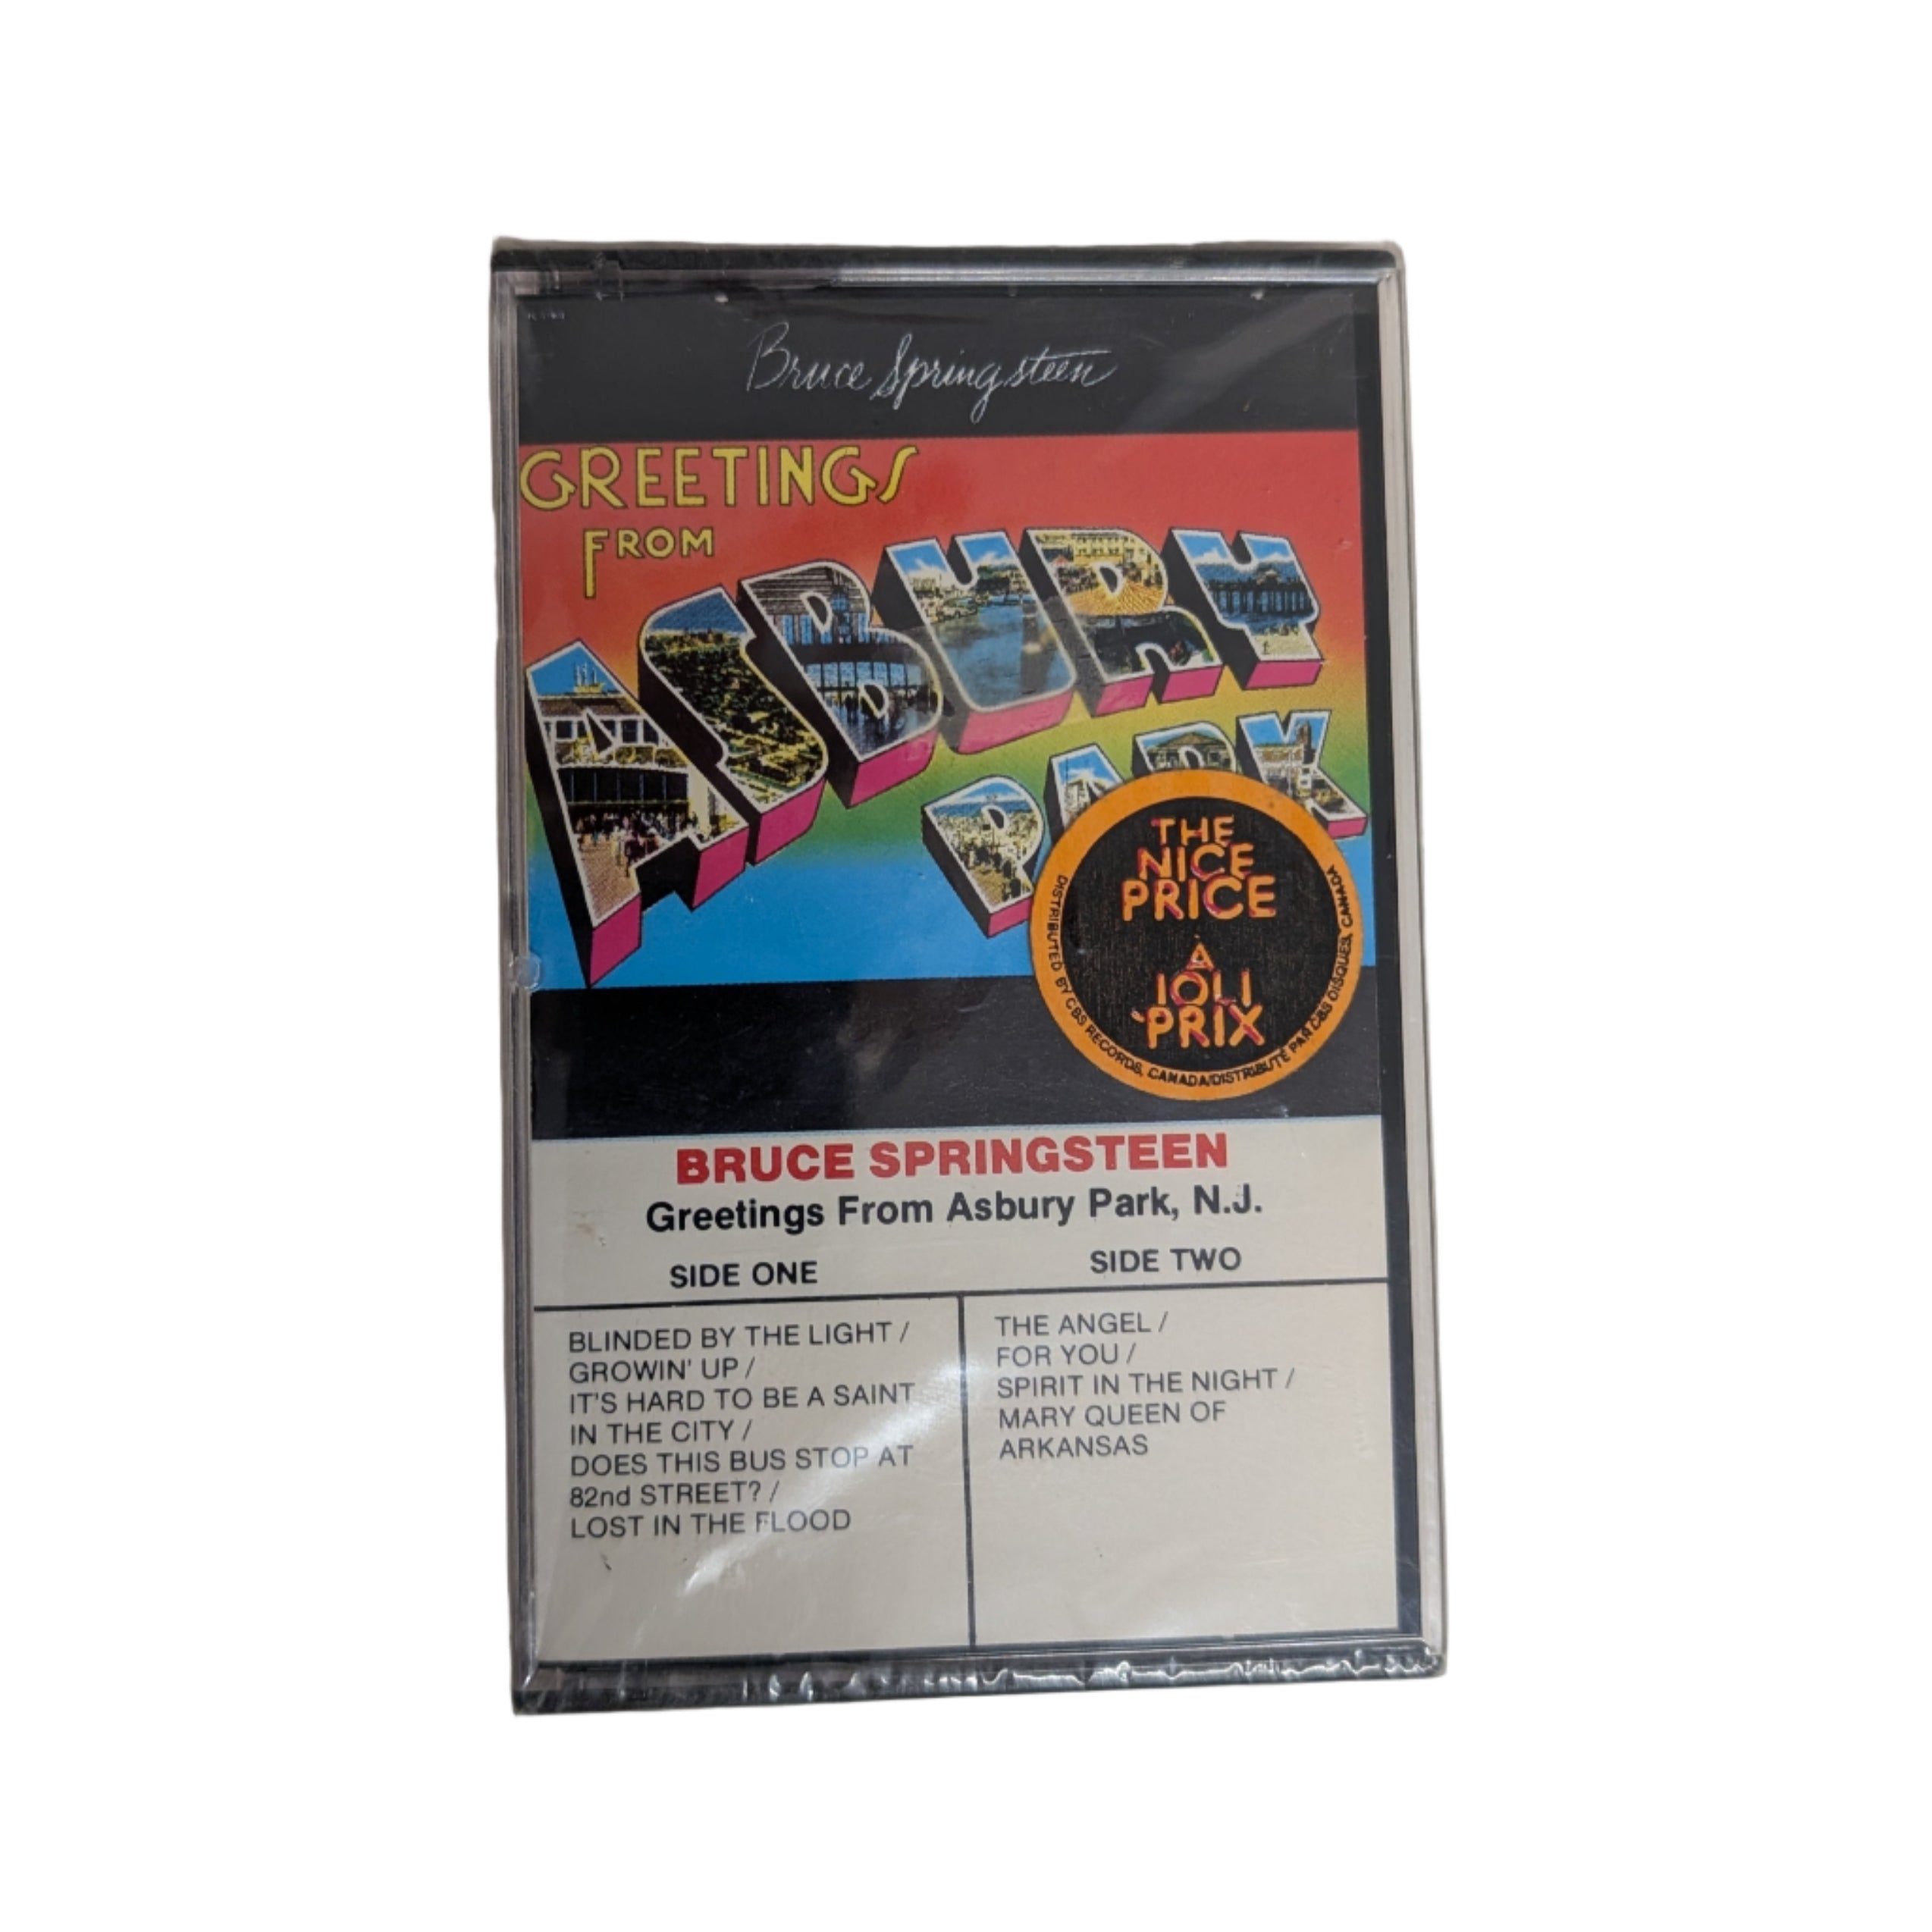 Bruce Springsteen
GREETINGS
FROM
ASBURY
PARK
THE
NICE
PRICE
À
JOLI
PRIX
DISTRIBUTED BY CBS RECORDS, CANADA/DISTRIBUTÉ PAR CBS DISQUES, CANADA
BRUCE SPRINGSTEEN
Greetings From Asbury Park, N.J.
SIDE ONE
BLINDED BY THE LIGHT /
GROWIN' UP /
IT'S HARD TO BE A SAINT
IN THE CITY /
DOES THIS BUS STOP AT
82nd STREET? /
LOST IN THE FLOOD
SIDE TWO
THE ANGEL /
FOR YOU /
SPIRIT IN THE NIGHT /
MARY QUEEN OF
ARKANSAS